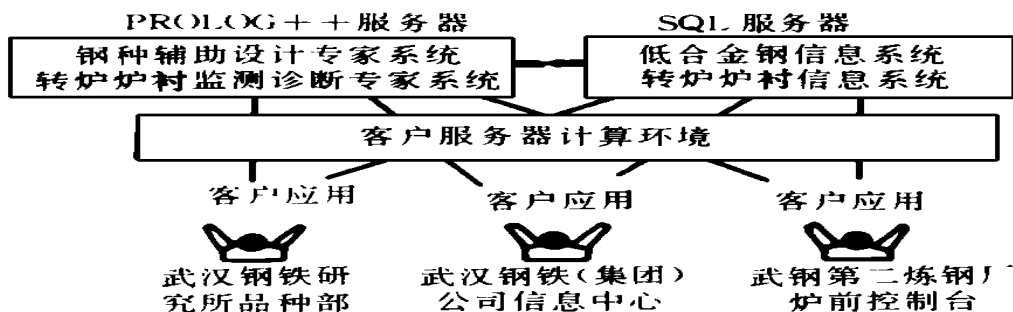 PROLOG++服务器
SQL服务器
钢种辅助设计专家系统
转炉炉衬监测诊断专家系统
低合金钢信息系统
转炉炉衬信息系统
客户服务器计算环境
客户应用
客户应用
客户应用
武汉钢铁研
究所品种部
武汉钢铁(集团)
公司信息中心
武钢第二炼钢厂
炉前控制台